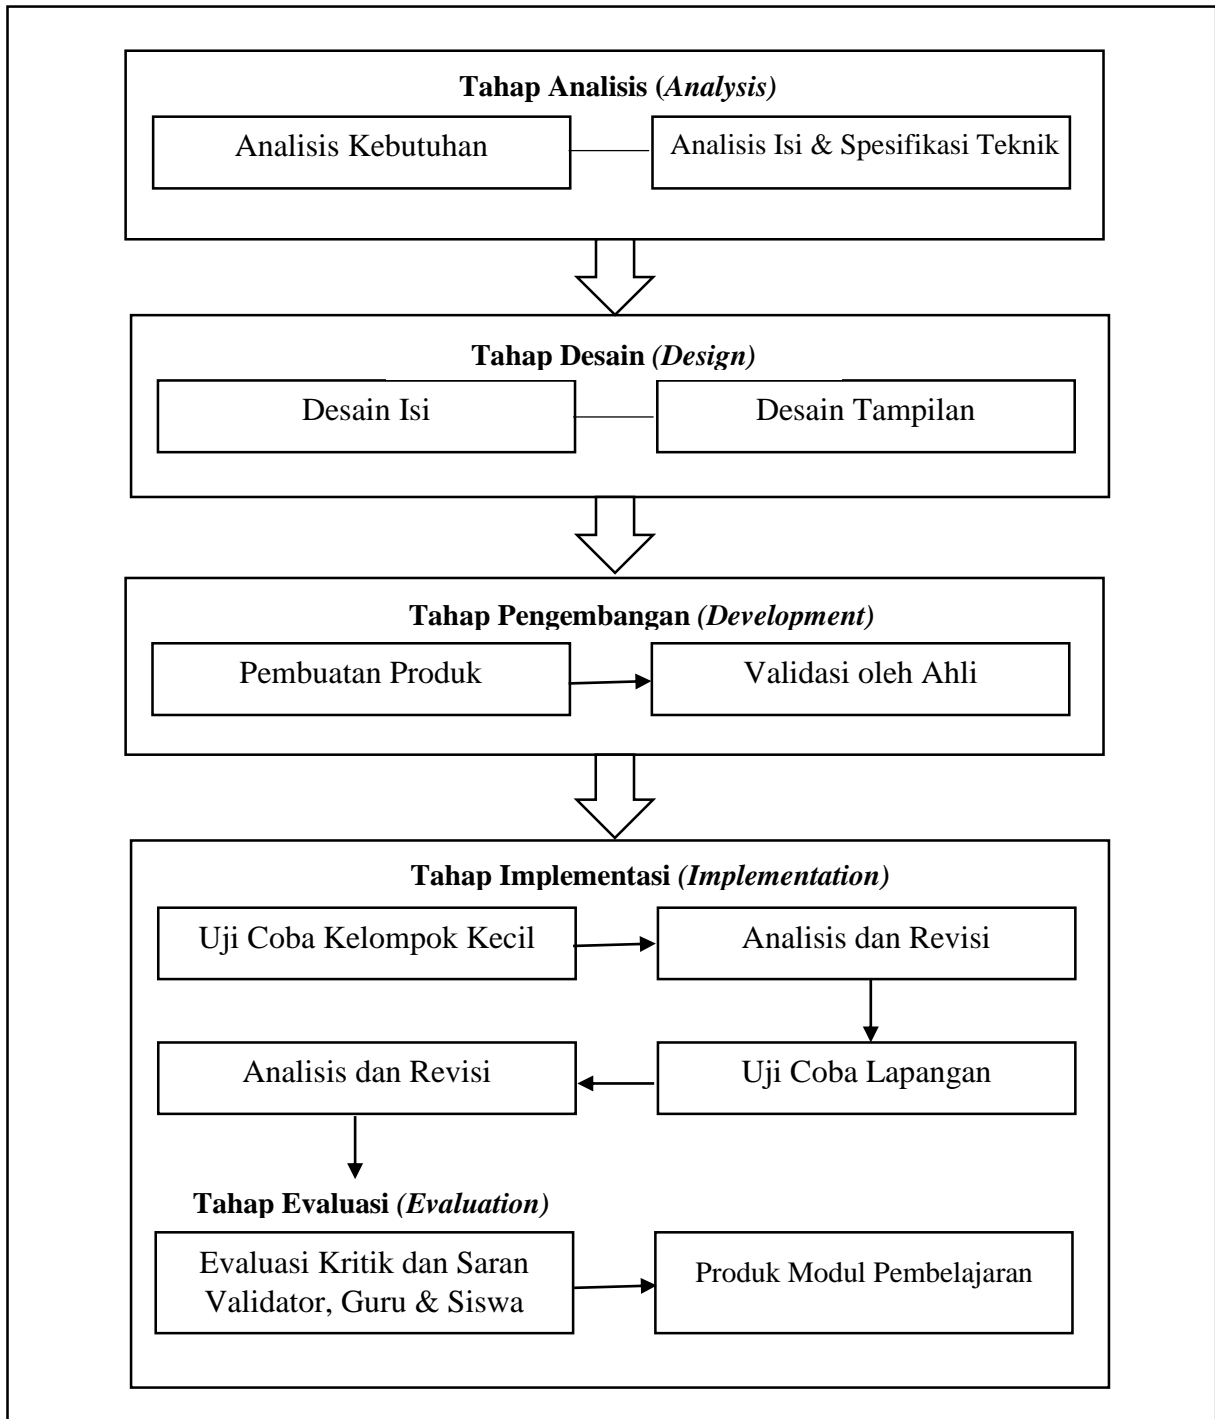 Tahap Analisis (Analysis)
Analisis Kebutuhan
Analisis Isi & Spesifikasi Teknik
Tahap Desain (Design)
Desain Isi
Desain Tampilan
Tahap Pengembangan (Development)
Pembuatan Produk
Validasi oleh Ahli
Tahap Implementasi (Implementation)
Uji Coba Kelompok Kecil
Analisis dan Revisi
Analisis dan Revisi
Uji Coba Lapangan
Tahap Evaluasi (Evaluation)
Evaluasi Kritik dan Saran
Validator, Guru & Siswa
Produk Modul Pembelajaran